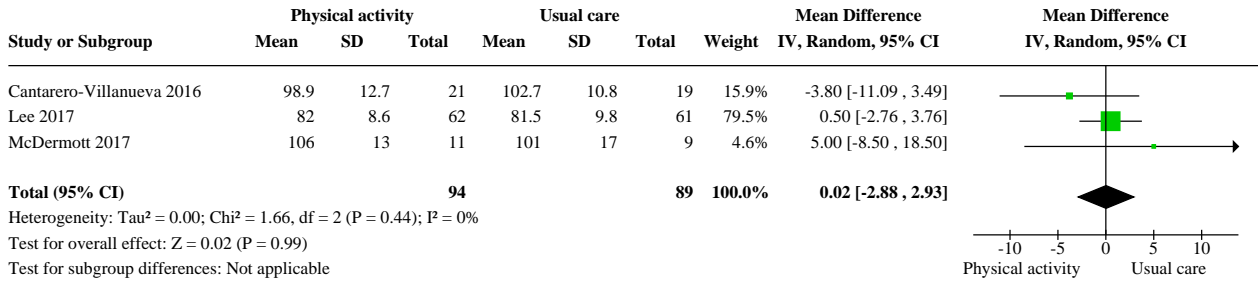 Physical activity Usual care Mean Difference Mean Difference
Study or Subgroup Mean SD Total Mean SD Total Weight IV, Random, 95% CI IV, Random, 95% CI
Cantarero-Villanueva 2016 98.9 12.7 21 102.7 10.8 19 15.9% -3.80 [-11.09 , 3.49]
Lee 2017 82 8.6 62 81.5 9.8 61 79.5% 0.50 [-2.76 , 3.76]
McDermott 2017 106 13 11 101 17 9 4.6% 5.00 [-8.50 , 18.50]
Total (95% CI) 94 89 100.0% 0.02 [-2.88 , 2.93]
Heterogeneity: Tau² = 0.00; Chi² = 1.66, df = 2 (P = 0.44); I² = 0%
Test for overall effect: Z = 0.02 (P = 0.99) -10 -5 0 5 10
Test for subgroup differences: Not applicable Physical activity Usual care